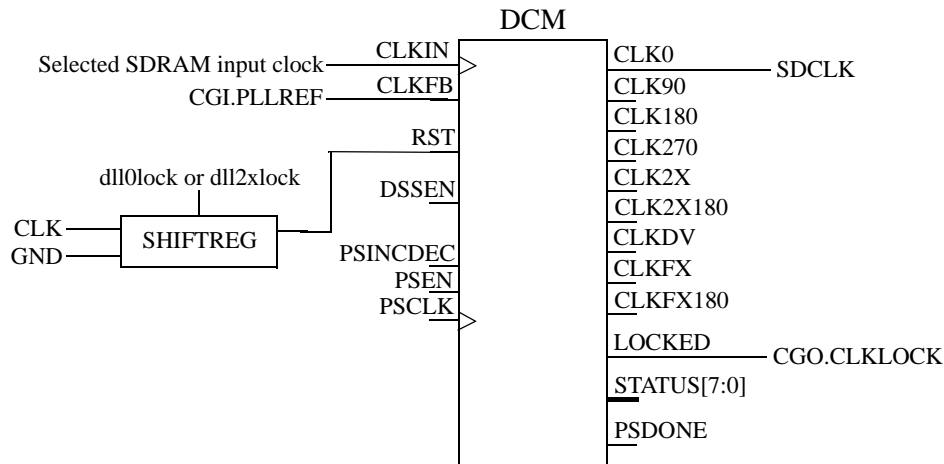 DCM
CLKIN
Selected SDRAM input clock
CLKFB
CGI.PLLREF
RST
dll0lock or dll2xlock
DSSEN
CLK
SHIFTREG
GND
PSINCDEC
PSEN
PSCLK
CLK0
SDCLK
CLK90
CLK180
CLK270
CLK2X
CLK2X180
CLKDV
CLKFX
CLKFX180
LOCKED
CGO.CLKLOCK
STATUS[7:0]
PSDONE